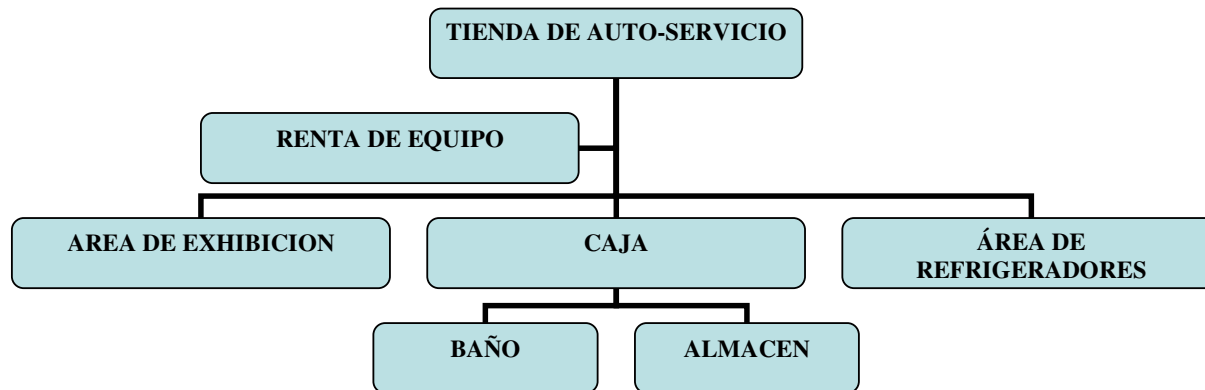 TIENDA DE AUTO-SERVICIO
RENTA DE EQUIPO
AREA DE EXHIBICION
CAJA
ÁREA DE
REFRIGERADORES
BAÑO
ALMACEN